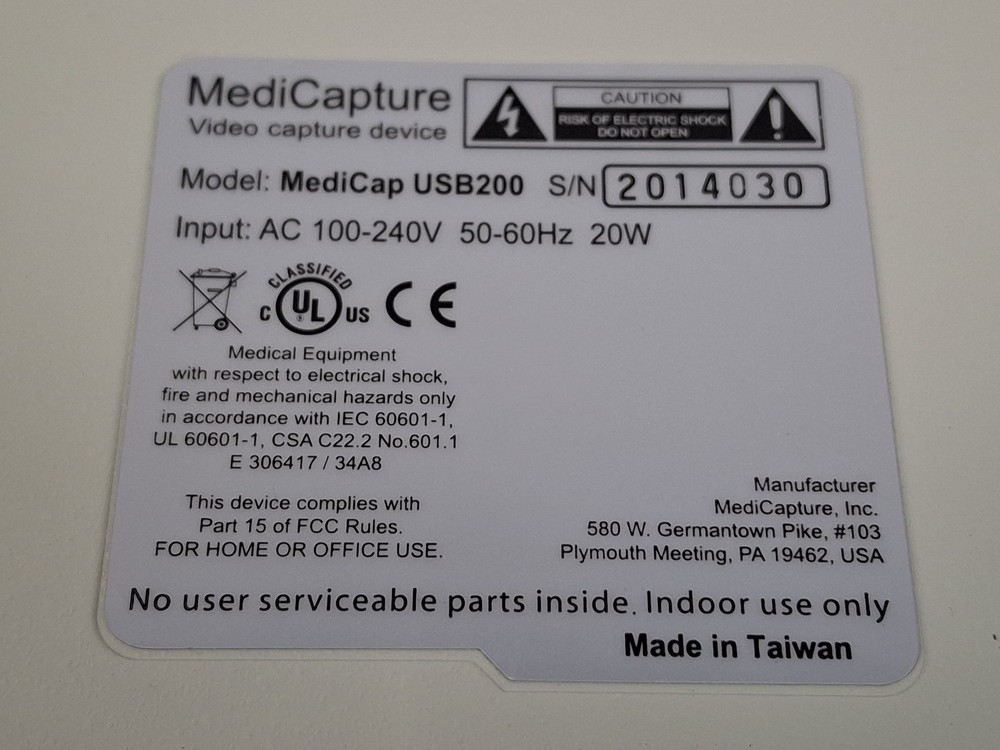 MediCapture
Video capture device
CAUTION
RISK OF ELECTRIC SHOCK
DO NOT OPEN
Model: MediCap USB200 S/N 2014030
Input: AC 100-240V 50-60Hz 20W
CLASSIFIED
C UL US CE
®
Medical Equipment
with respect to electrical shock,
fire and mechanical hazards only
in accordance with IEC 60601-1,
UL 60601-1, CSA C22.2 No.601.1
E 306417 / 34A8
This device complies with
Part 15 of FCC Rules.
FOR HOME OR OFFICE USE.
Manufacturer
MediCapture, Inc.
580 W. Germantown Pike, #103
Plymouth Meeting, PA 19462, USA
No user serviceable parts inside. Indoor use only
Made in Taiwan